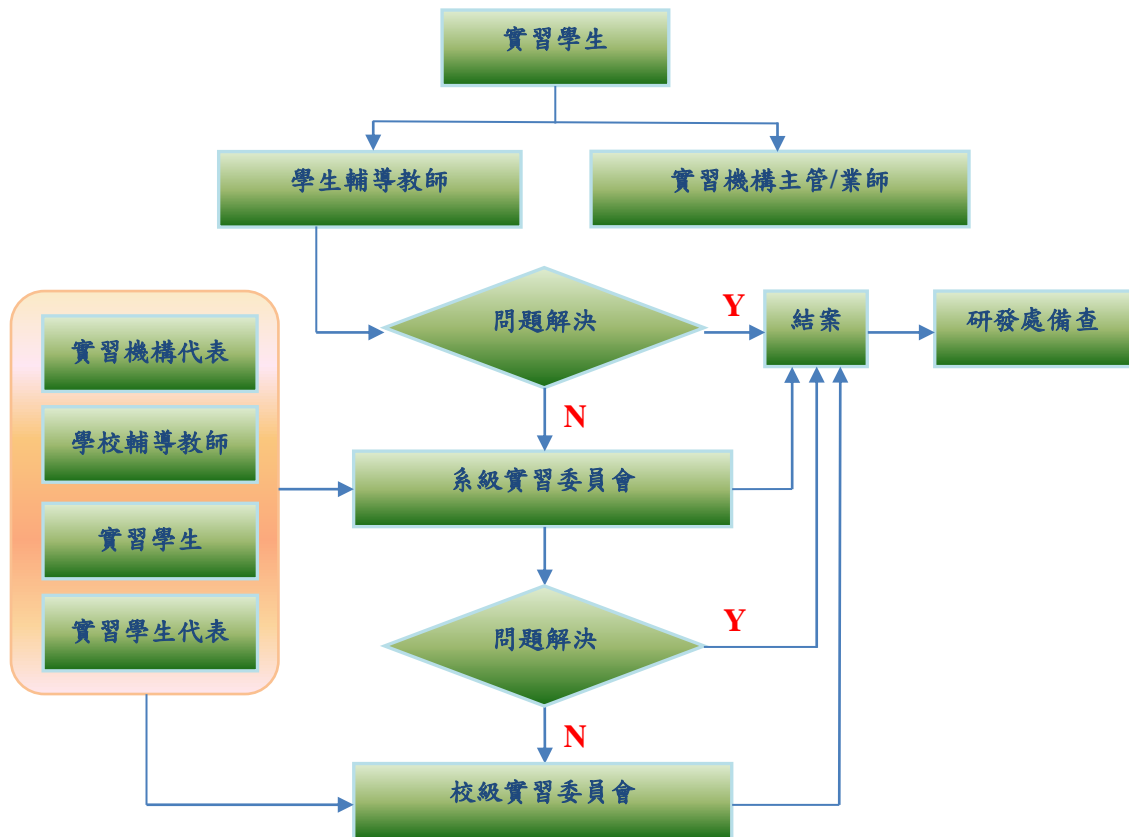 實習學生
學生輔導教師
實習機構主管/業師
問題解決
Y
結案
研發處備查
實習機構代表
學校輔導教師
實習學生
實習學生代表
N
系級實習委員會
問題解決
Y
N
校級實習委員會